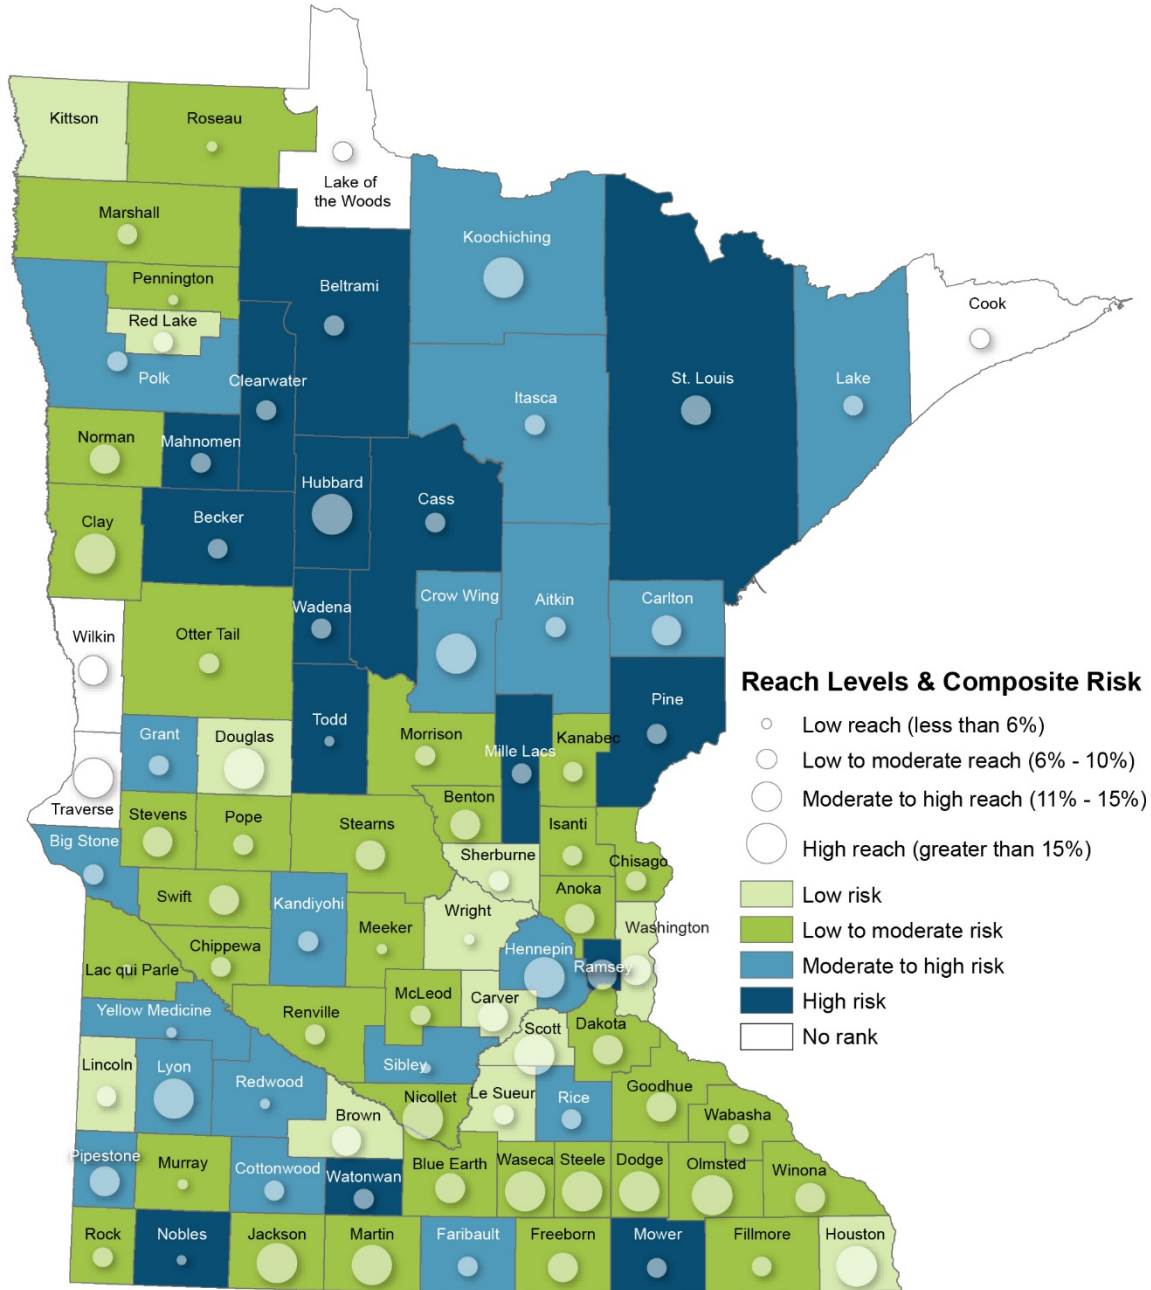 Kittson
Roseau
Lake of
the Woods
Marshall
Koochiching
Pennington
Beltrami
Cook
Red Lake
Polk
Clearwater
St. Louis
Lake
Itasca
Norman
Mahnomen
Hubbard
Cass
Clay
Becker
Crow Wing
Aitkin
Carlton
Wadena
Wilkin
Otter Tail
Reach Levels & Composite Risk
Low reach (less than 6%)
Low to moderate reach (6% - 10%)
Moderate to high reach (11% - 15%)
High reach (greater than 15%)
Low risk
Low to moderate risk
Moderate to high risk
High risk
No rank
Pine
Todd
Grant
Douglas
Morrison
Mille Lacs
Kanabec
Traverse
Stevens
Pope
Stearns
Benton
Isanti
Big Stone
Sherburne
Chisago
Swift
Kandiyohi
Anoka
Wright
Meeker
Washington
Chippewa
Hennepin
Ramsey
Lac qui Parle
McLeod
Carver
Yellow Medicine
Renville
Scott
Dakota
Lincoln
Lyon
Redwood
Sibley
Le Sueur
Rice
Goodhue
Nicollet
Brown
Wabasha
Pipestone
Murray
Cottonwood
Watonwan
Blue Earth
Waseca
Steele
Dodge
Olmsted
Winona
Rock
Nobles
Jackson
Martin
Faribault
Freeborn
Mower
Fillmore
Houston